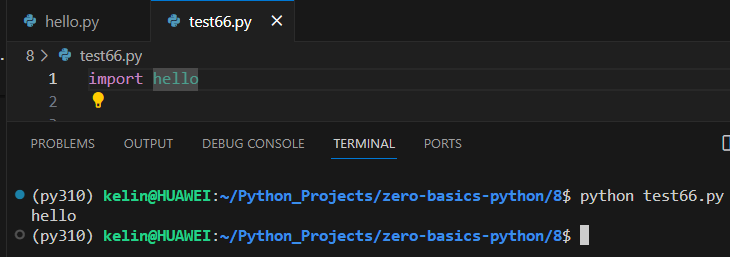 hello.py test66.py
8 > test66.py
1 import hello
2
PROBLEMS OUTPUT DEBUG CONSOLE TERMINAL PORTS
(py310) kelin@HUAWEI:~/Python_Projects/zero-basics-python/8$ python test66.py
hello
(py310) kelin@HUAWEI:~/Python_Projects/zero-basics-python/8$